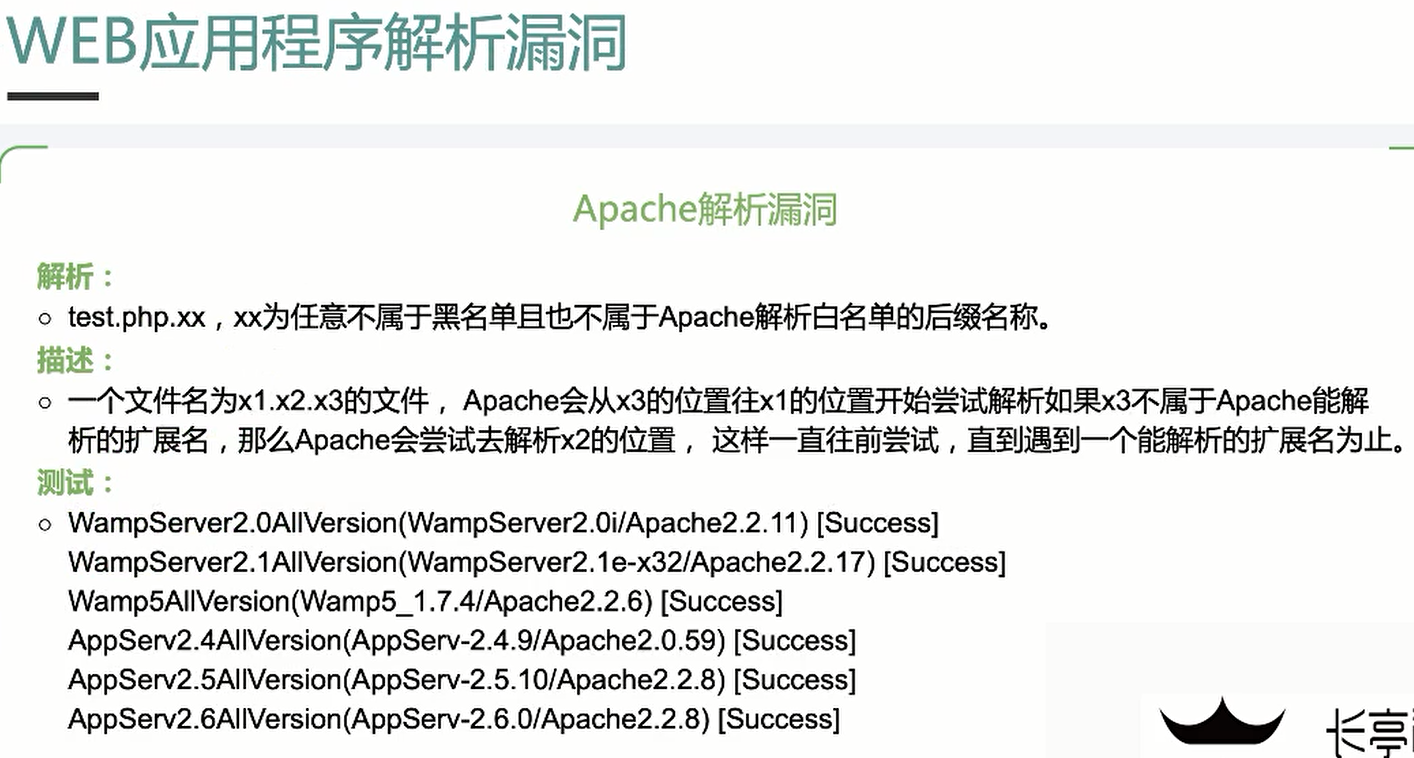 WEB应用程序解析漏洞
Apache解析漏洞
解析：
○ test.php.xx，xx为任意不属于黑名单且也不属于Apache解析白名单的后缀名称。
描述：
○ 一个文件名为x1.x2.x3的文件， Apache会从x3的位置往x1的位置开始尝试解析如果x3不属于Apache能解
析的扩展名，那么Apache会尝试去解析x2的位置， 这样一直往前尝试，直到遇到一个能解析的扩展名为止。
测试：
○ WampServer2.0AllVersion(WampServer2.0i/Apache2.2.11) [Success]
WampServer2.1AllVersion(WampServer2.1e-x32/Apache2.2.17) [Success]
Wamp5AllVersion(Wamp5_1.7.4/Apache2.2.6) [Success]
AppServ2.4AllVersion(AppServ-2.4.9/Apache2.0.59) [Success]
AppServ2.5AllVersion(AppServ-2.5.10/Apache2.2.8) [Success]
AppServ2.6AllVersion(AppServ-2.6.0/Apache2.2.8) [Success]
长亭